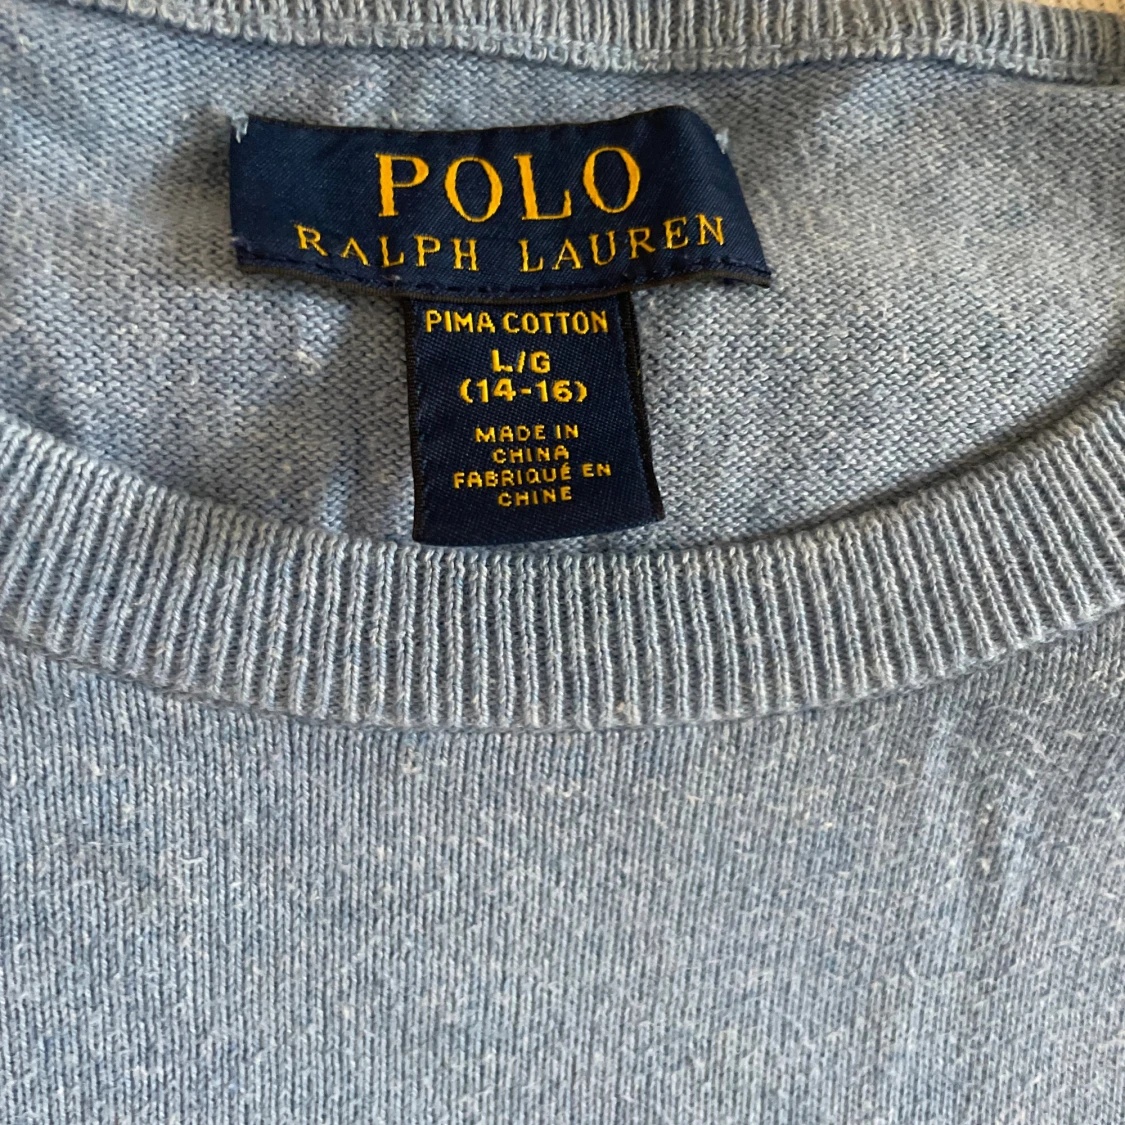 POLO
RALPH LAUREN
PIMA COTTON
L/G
(14-16)
MADE IN
CHINA
FABRIQUÉ EN
CHINE